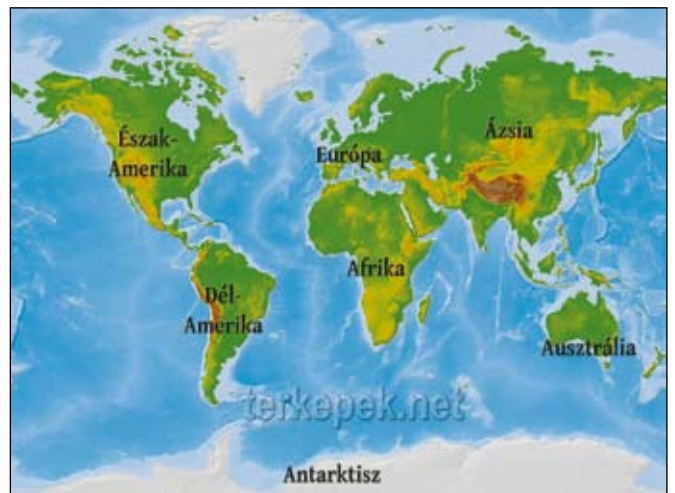 Észak-
Amerika
Európa
Ázsia
Afrika
Dél-
Amerika
Ausztrália
terkepek.net
Antarktisz